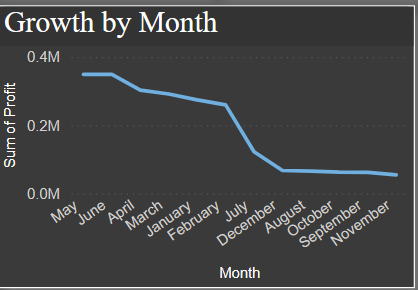 Growth by Month
0.4M
0.2M
0.0M
Sum of Profit
May
June
April
March
January
February
July
December
August
October
September
November
Month